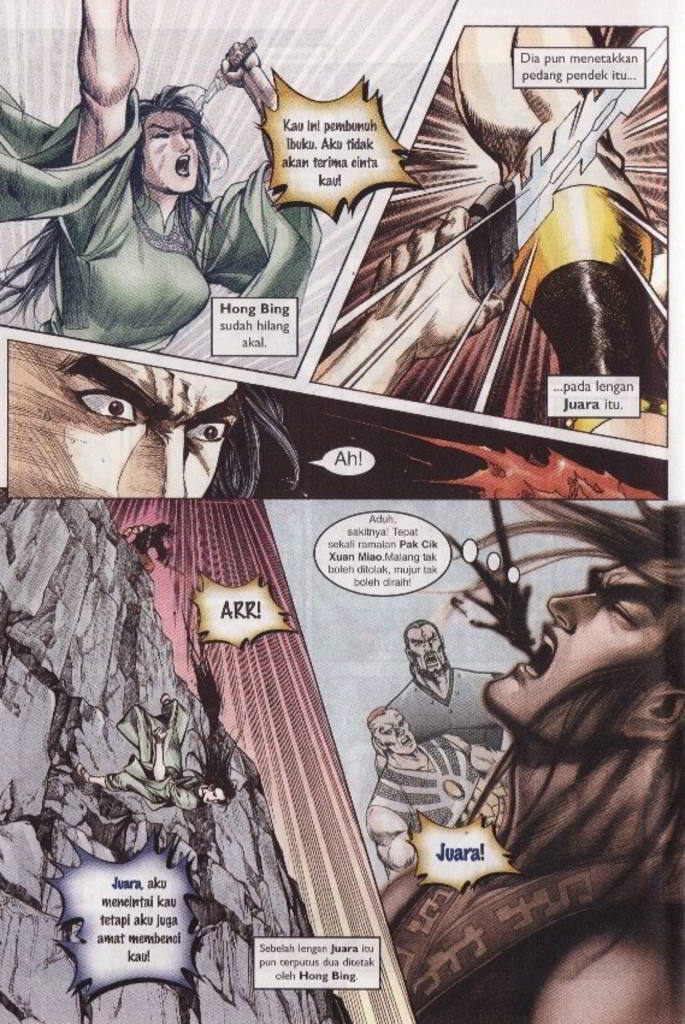 Kau ini pembunuh
Ibuku. Aku tidak
akan terima cinta
kau!
Hong Bing
sudah hilang
akal.
Dia pun menetakkan
pedang pendek itu...
...pada lengan
Juara itu.
Ah!
ARR!
Aduh,
sakitnya! Tepat
sekali ramalan Pak Cik
Xuan Miao.Malang tak
boleh ditolak, mujur tak
boleh diraih!
Juara!
Juara, aku
mencintai kau
tetapi aku juga
amat membenci
kau!
Sebelah lengan Juara itu
pun terputus dua ditetak
oleh Hong Bing.